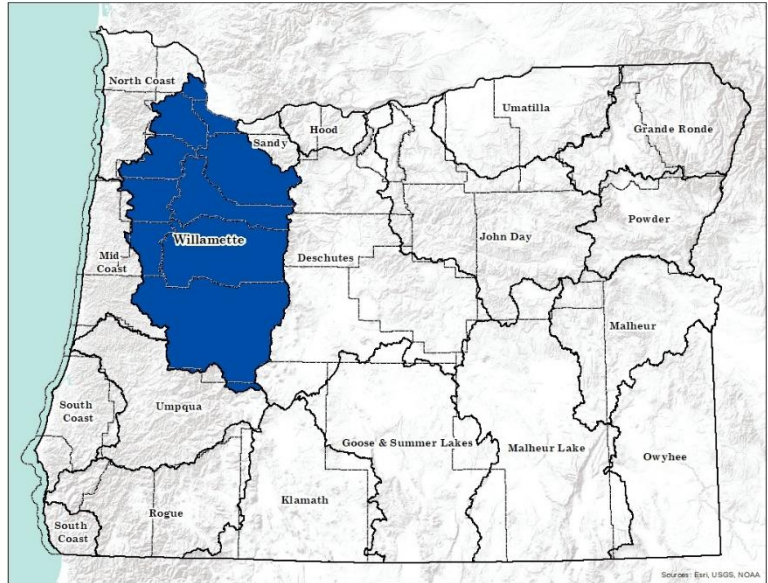 North Coast
Umatilla
Hood
Sandy
Grande Ronde
Powder
Willamette
John Day
Mid
Coast
Deschutes
Malheur
South
Coast
Umpqua
Goose & Summer Lakes
Malheur Lake
Owyhee
Klamath
Rogue
South
Coast
Sources: Esri, USGS, NOAA